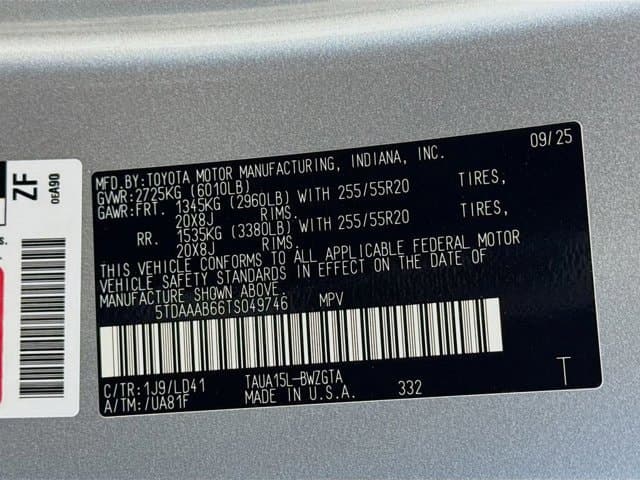 MFD.BY:TOYOTA MOTOR MANUFACTURING, INDIANA, INC. 09/25
GVWR:2725KG (6010LB)
GAWR:FRT. 1345KG (2960LB) WITH 255/55R20 TIRES,
20X8J RIMS.
RR. 1535KG (3380LB) WITH 255/55R20 TIRES,
20X8J RIMS.
THIS VEHICLE CONFORMS TO ALL APPLICABLE FEDERAL MOTOR
VEHICLE SAFETY STANDARDS IN EFFECT ON THE DATE OF
MANUFACTURE SHOWN ABOVE.
5TDAAAB66TS049746 MPV
C/TR:1J9/LD41 TAUA15L-BWZGTA
A/TM:/UA81F MADE IN U.S.A. 332 T
ZF
0EA90
s.